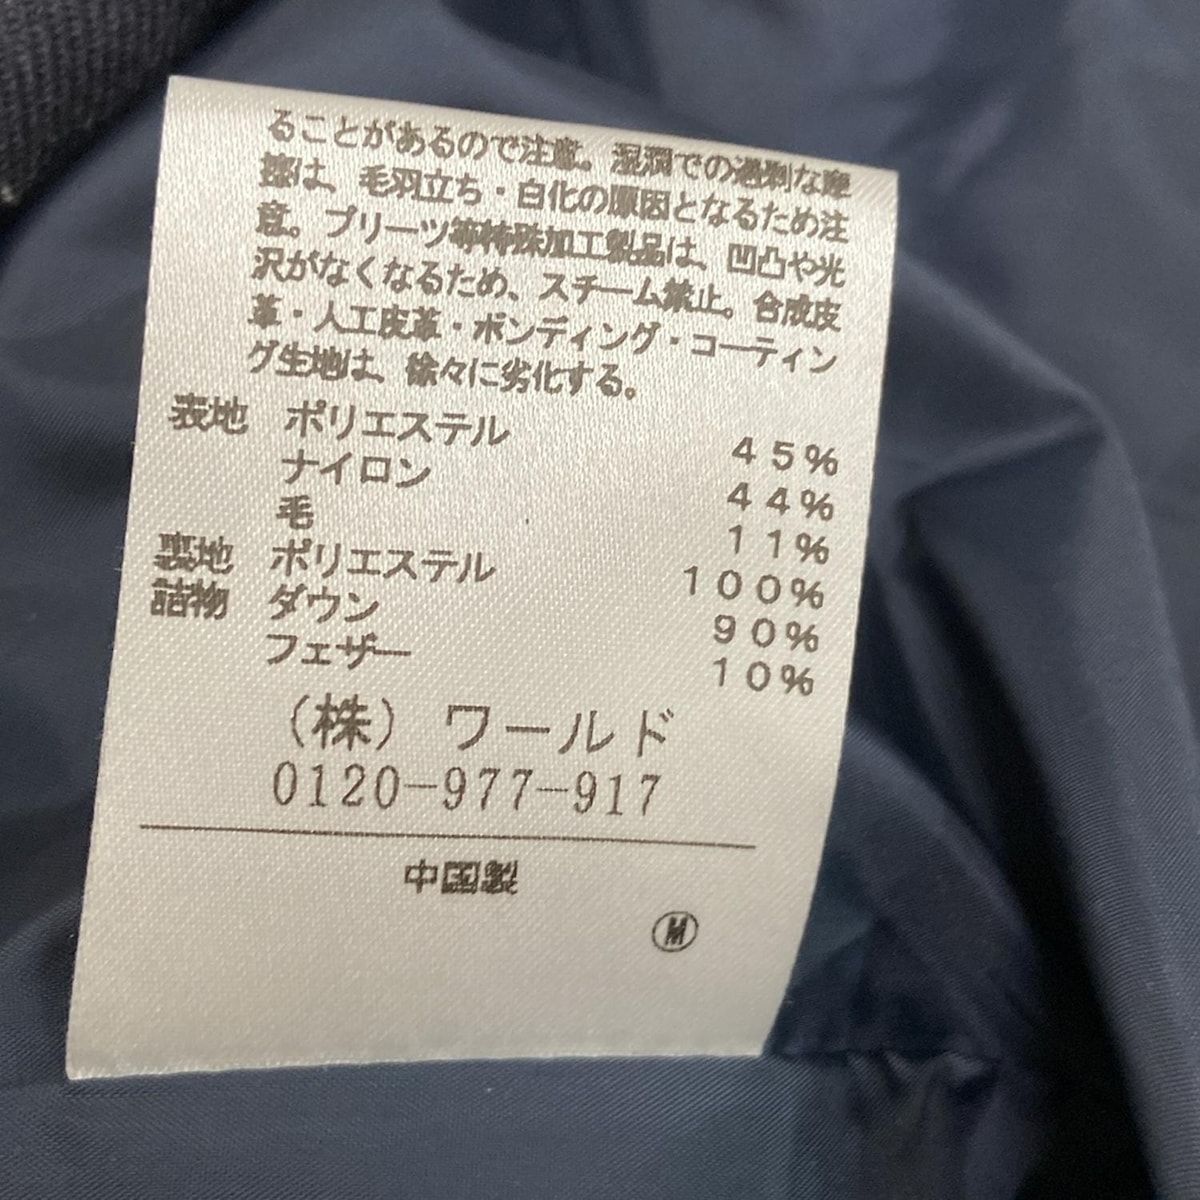 ることがあるので注意。湿潤での過剰な摩
擦は、毛羽立ち・白化の原因となるため注
意。プリーツ等特殊加工製品は、凹凸や光
沢がなくなるため、スチーム禁止。合成皮
革・人工皮革・ボンディング・コーティン
グ生地は、徐々に劣化する。
表地 ポリエステル 45%
ナイロン 44%
毛 11%
裏地 ポリエステル 100%
詰物 ダウン 90%
フェザー 10%
(株) ワールド
0120-977-917
中国製
M